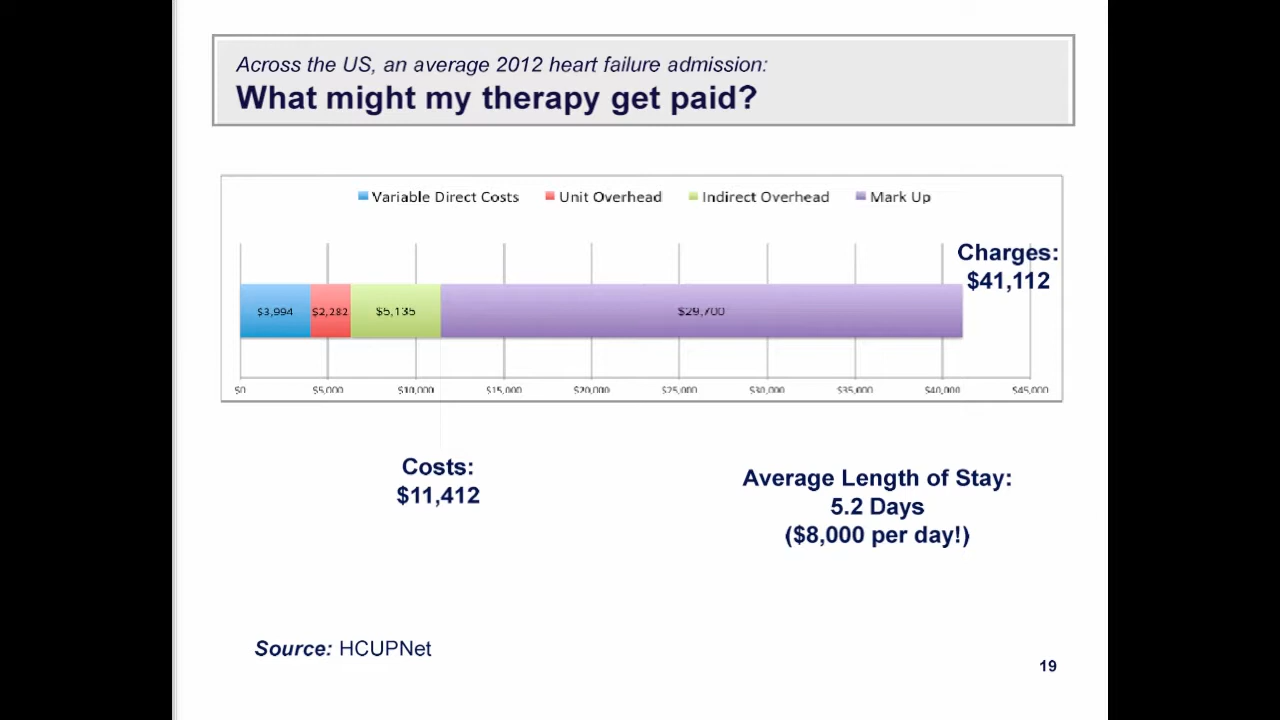 Across the US, an average 2012 heart failure admission:
What might my therapy get paid?
Variable Direct Costs Unit Overhead Indirect Overhead Mark Up
Charges:
$41,112
$3,994 $2,282 $5,135 $29,700
$0 $5,000 $10,000 $15,000 $20,000 $25,000 $30,000 $35,000 $40,000 $45,000
Costs:
$11,412
Average Length of Stay:
5.2 Days
($8,000 per day!)
Source: HCUPNet
19